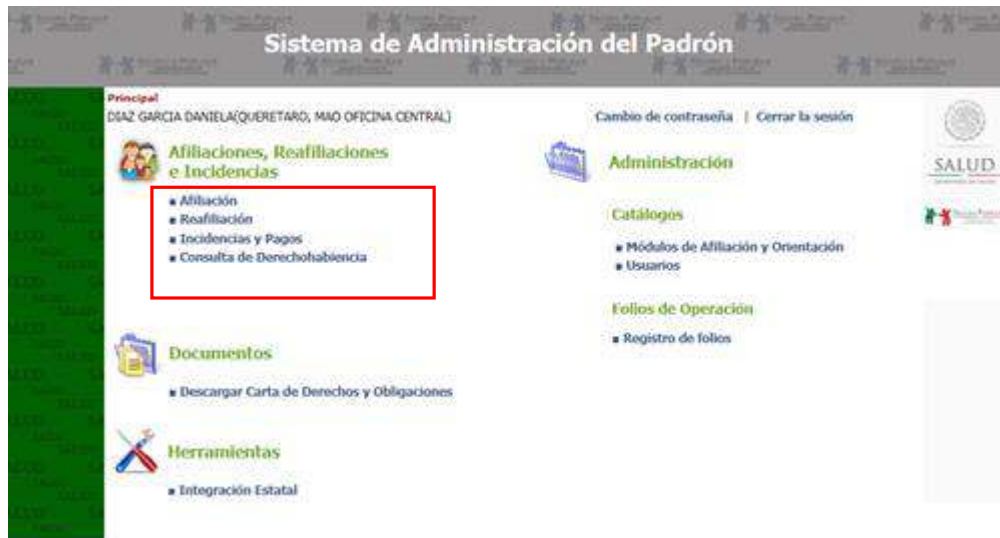 Sistema de Administración del Padrón
Principal
DIAZ GARCIA DANIELA(QUERETARO, MAO OFICINA CENTRAL)
Cambio de contraseña | Cerrar la sesión
Afiliaciones, Reafiliaciones
e Incidencias
Afiliación
Reafiliación
Incidencias y Pagos
Consulta de Derechohabiencia
Documentos
Descargar Carta de Derechos y Obligaciones
Herramientas
Integración Estatal
Administración
Catálogos
Módulos de Afiliación y Orientación
Usuarios
Folios de Operación
Registro de folios
SALUD